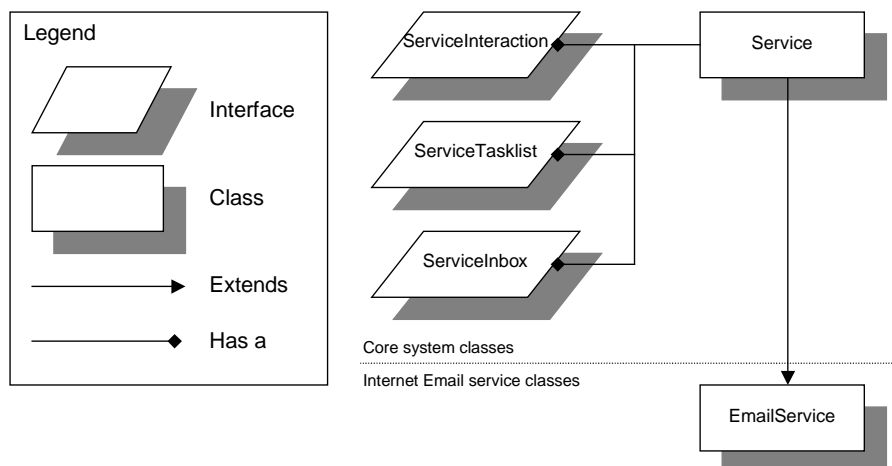 Legend
Interface
Class
Extends
Has a
ServiceInteraction
Service
ServiceTasklist
ServiceInbox
Core system classes
Internet Email service classes
EmailService